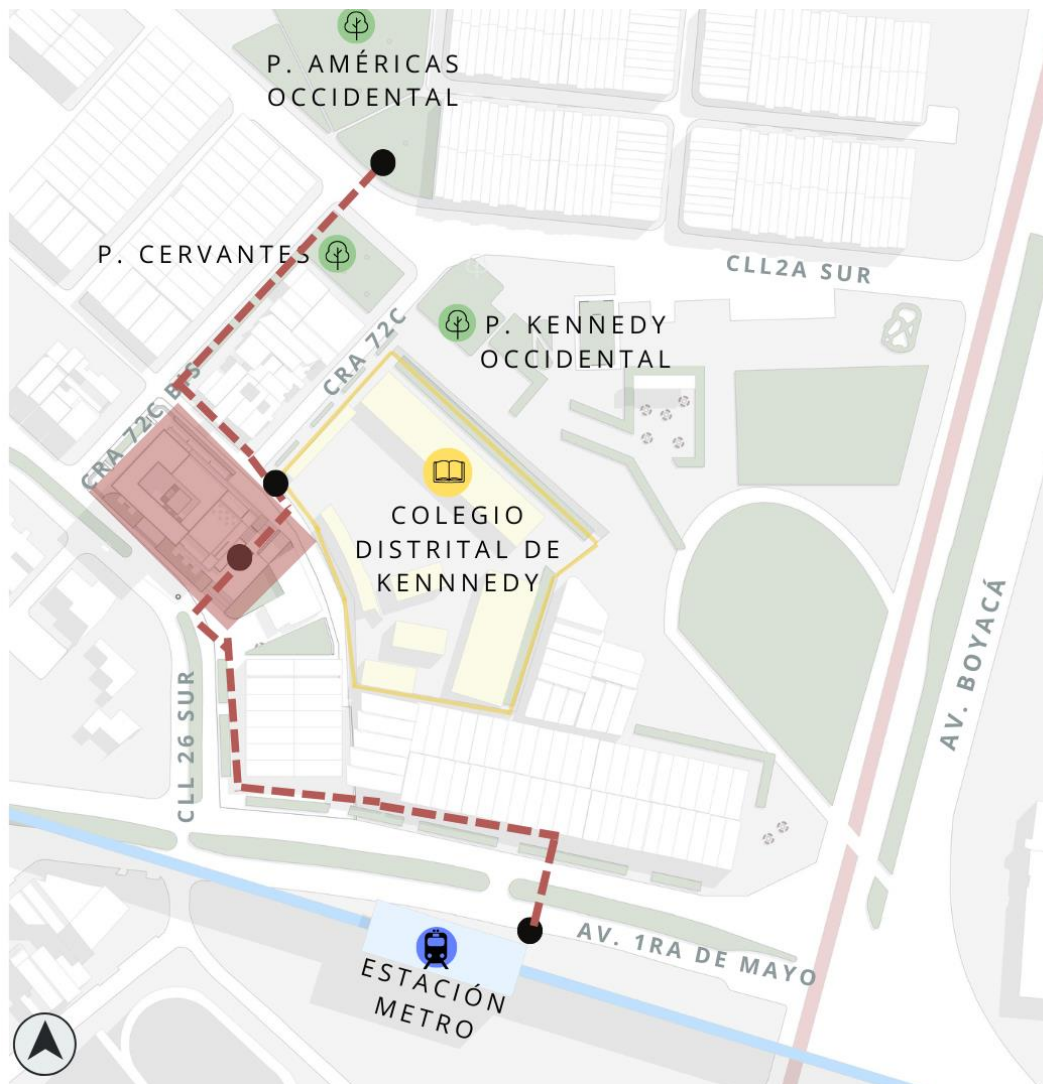 P. AMÉRICAS
OCCIDENTAL
P. CERVANTES
CLL2A SUR
P. KENNEDY
OCCIDENTAL
CRA 72C
CRA 72C BIS
COLEGIO
DISTRITAL DE
KENNNEDY
AV. BOYACÁ
CLL 26 SUR
AV. 1RA DE MAYO
ESTACIÓN
METRO